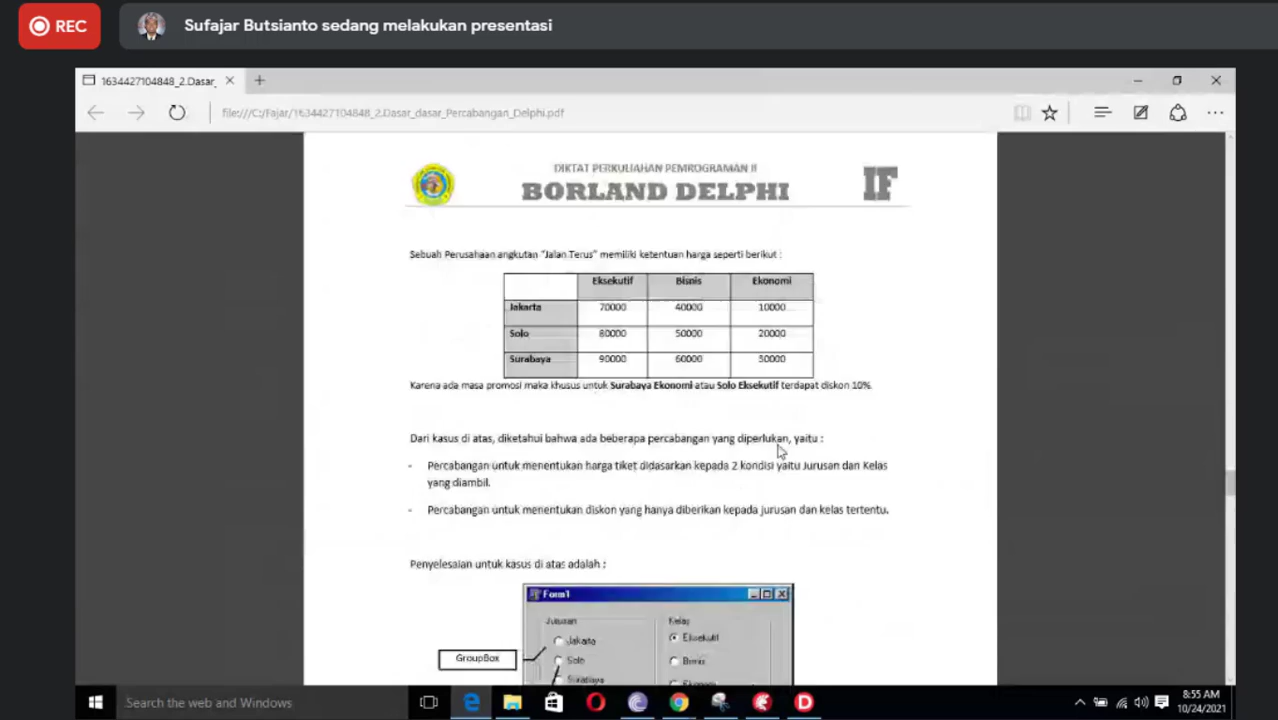 REC
Sufajar Butsianto sedang melakukan presentasi
1634427104848_2.Dasar_
file:///C:/Fajar/1634427104848_2.Dasar_dasar_Percabangan_Delphi.pdf
DIKTAT PERKULIAHAN PEMROGRAMAN II
BORLAND DELPHI
IF
Sebuah Perusahaan angkutan "Jalan Terus" memiliki ketentuan harga seperti berikut :
Eksekutif Bisnis Ekonomi
Jakarta 70000 40000 10000
Solo 80000 50000 20000
Surabaya 90000 60000 30000
Karena ada masa promosi maka khusus untuk Surabaya Ekonomi atau Solo Eksekutif terdapat diskon 10%.
Dari kasus di atas, diketahui bahwa ada beberapa percabangan yang diperlukan, yaitu :
- Percabangan untuk menentukan harga tiket didasarkan kepada 2 kondisi yaitu Jurusan dan Kelas
yang diambil.
- Percabangan untuk menentukan diskon yang hanya diberikan kepada jurusan dan kelas tertentu.
Penyelesaian untuk kasus di atas adalah :
Form1
Jurusan Kelas
Jakarta Eksekutif
GroupBox Solo Bisnis
Surabaya Ekonomi
Search the web and Windows
8:55 AM
10/24/2021